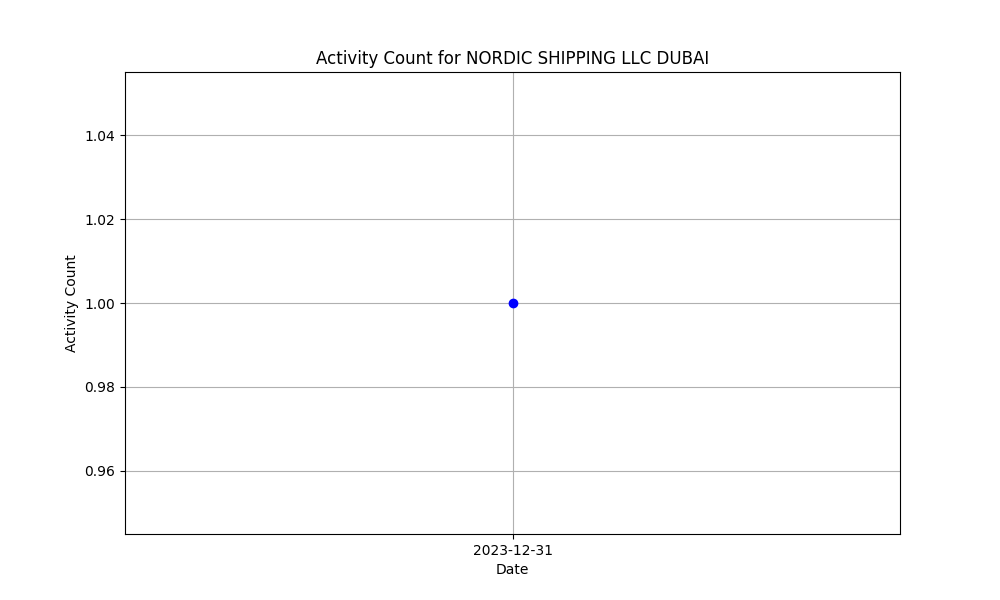 Activity Count for NORDIC SHIPPING LLC DUBAI
1.04
1.02
1.00
0.98
0.96
Activity Count
2023-12-31
Date